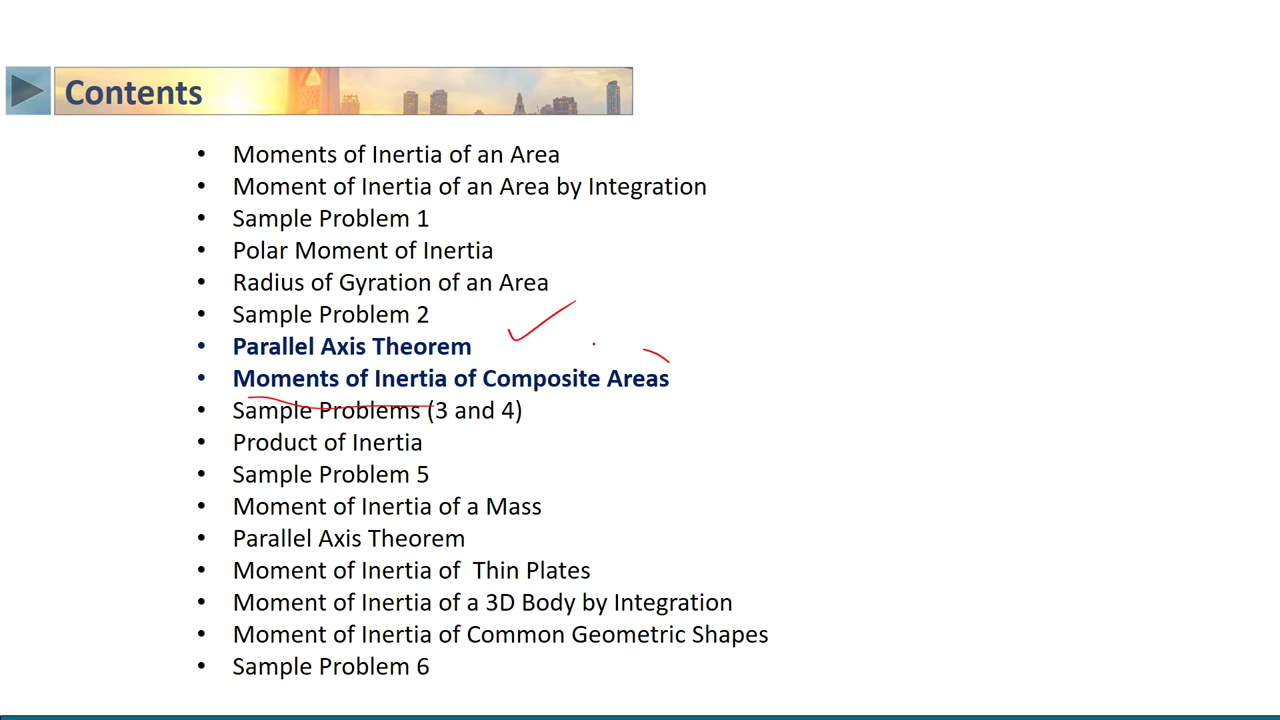 Contents
• Moments of Inertia of an Area
• Moment of Inertia of an Area by Integration
• Sample Problem 1
• Polar Moment of Inertia
• Radius of Gyration of an Area
• Sample Problem 2
• Parallel Axis Theorem
• Moments of Inertia of Composite Areas
• Sample Problems (3 and 4)
• Product of Inertia
• Sample Problem 5
• Moment of Inertia of a Mass
• Parallel Axis Theorem
• Moment of Inertia of  Thin Plates
• Moment of Inertia of a 3D Body by Integration
• Moment of Inertia of Common Geometric Shapes
• Sample Problem 6